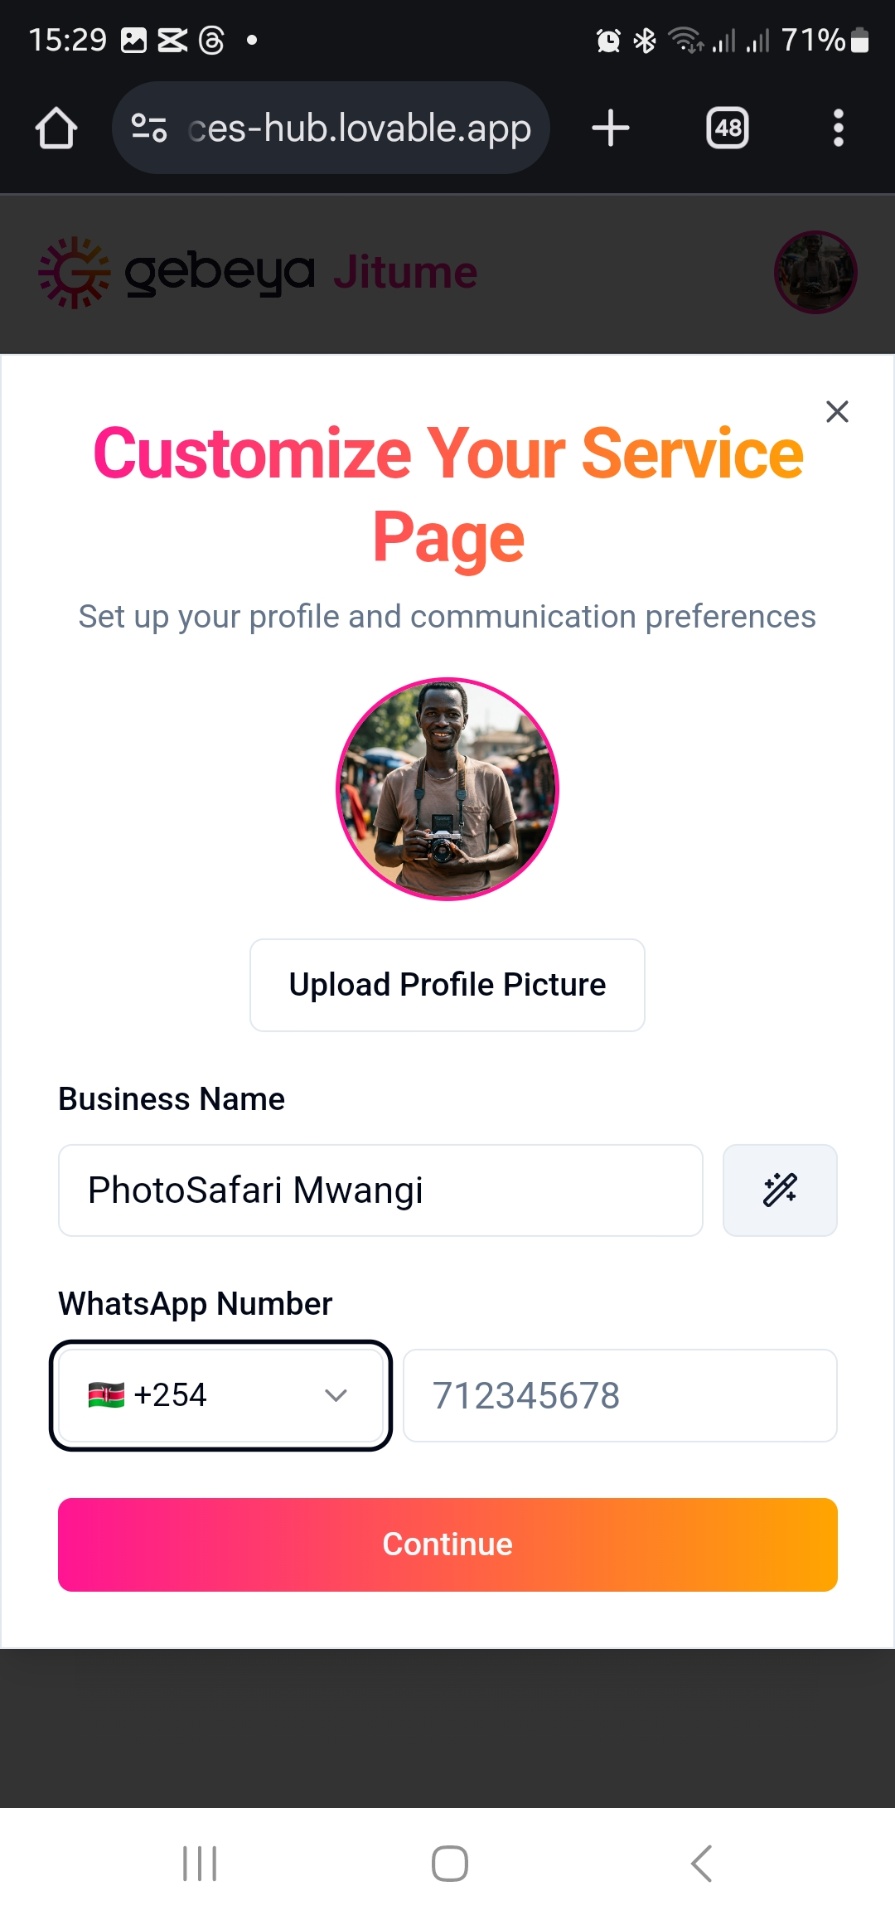 15:29
71%
ces-hub.lovable.app
48
gebeya Jitume
Customize Your Service
Page
Set up your profile and communication preferences
Upload Profile Picture
Business Name
PhotoSafari Mwangi
WhatsApp Number
+254
712345678
Continue